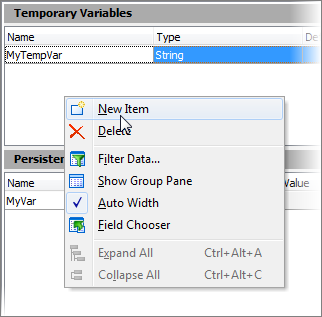 Temporary Variables
Name Type De
MyTempVar String
New Item
Delete
Persisten
Filter Data...
Name Value
Show Group Pane
MyVar
Auto Width
Field Chooser
Expand All Ctrl+Alt+A
Collapse All Ctrl+Alt+C